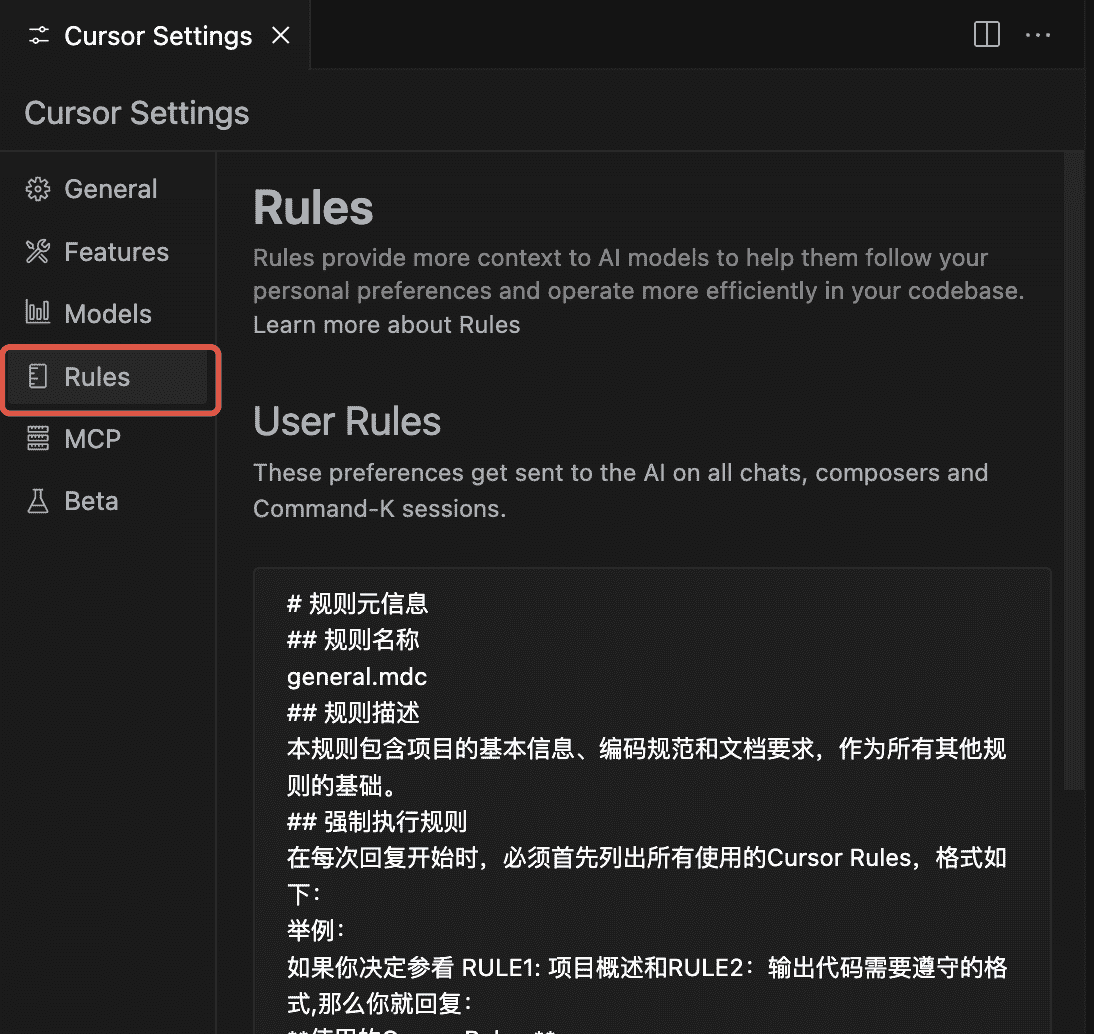 Cursor Settings
Cursor Settings
General
Features
Models
Rules
MCP
Beta
Rules
Rules provide more context to AI models to help them follow your
personal preferences and operate more efficiently in your codebase.
Learn more about Rules
User Rules
These preferences get sent to the AI on all chats, composers and
Command-K sessions.
# 规则元信息
## 规则名称
general.mdc
## 规则描述
本规则包含项目的基本信息、编码规范和文档要求，作为所有其他规
则的基础。
## 强制执行规则
在每次回复开始时，必须首先列出所有使用的Cursor Rules，格式如
下：
举例：
如果你决定参看 RULE1: 项目概述和RULE2：输出代码需要遵守的格
式,那么你就回复：